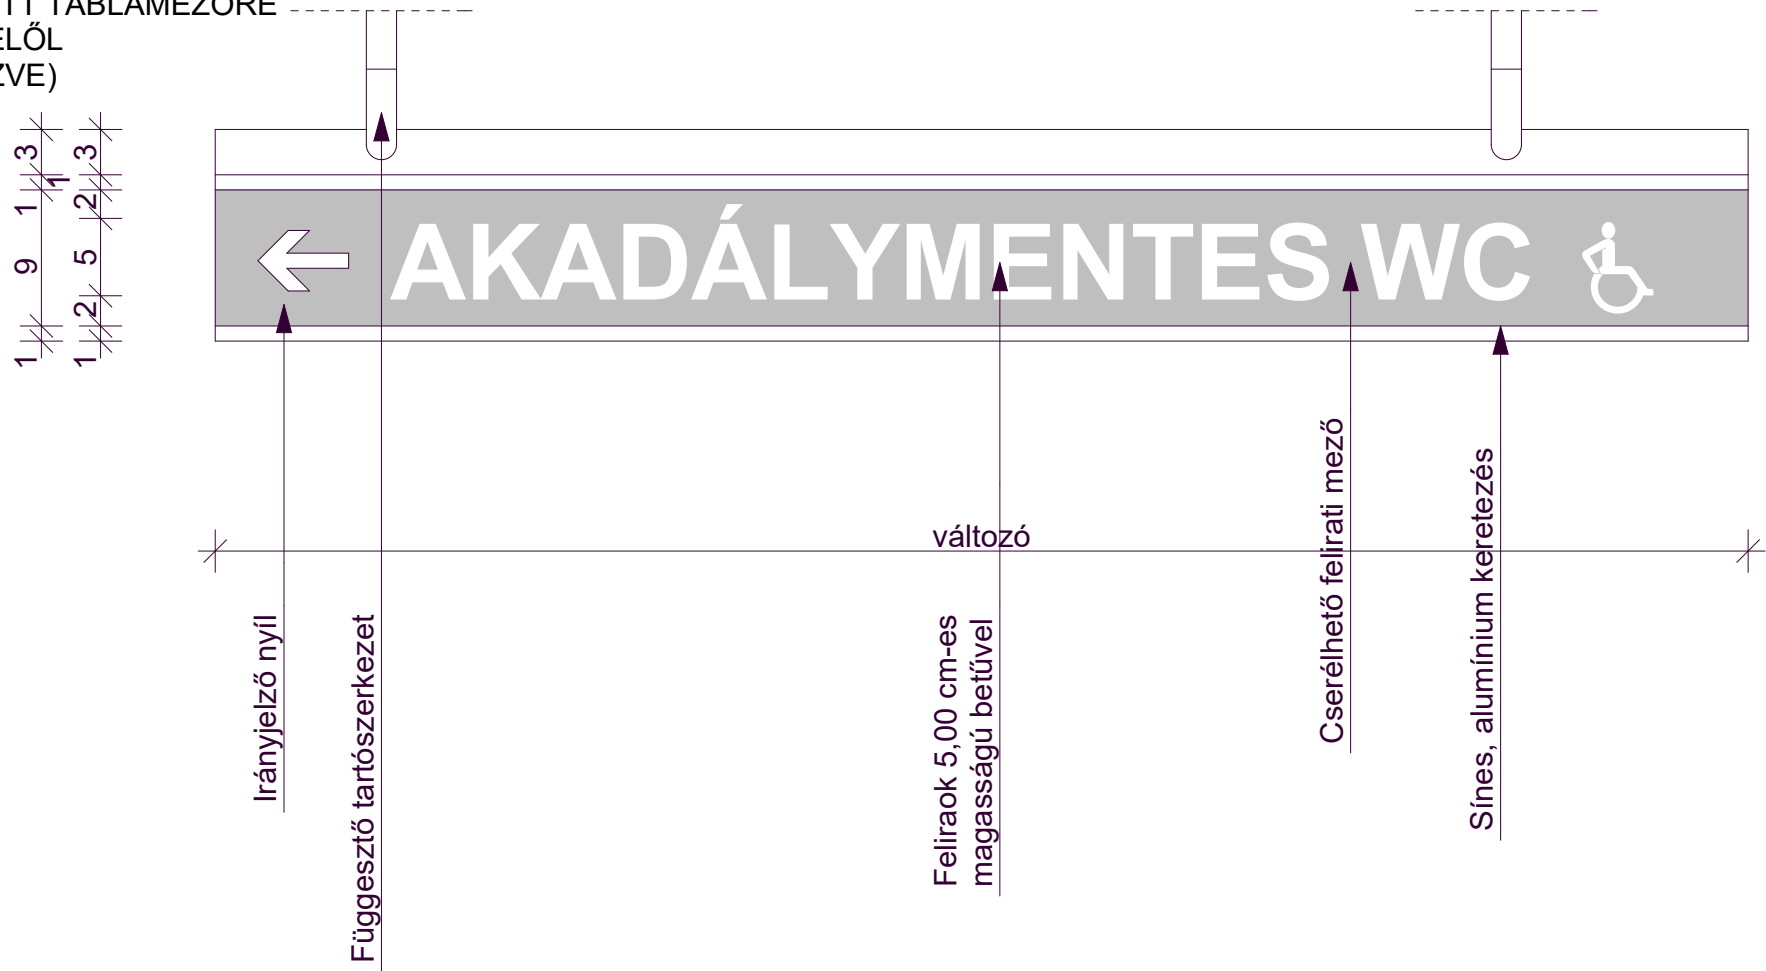 TT TÁBLAMEZŐRE
ELŐL
ZVE)
3
1
9
1
3
1
2
5
2
1
AKADÁLYMENTES WC
változó
Irányjelző nyíl
Függesztő tartószerkezet
Feliraok 5,00 cm-es
magasságú betűvel
Cserélhető felirati mező
Sínes, alumínium keretezés